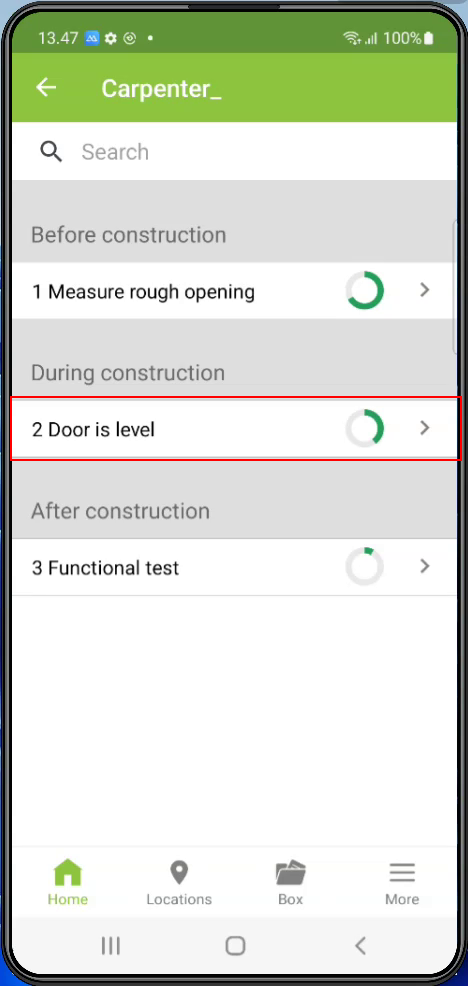 13.47 100%
Carpenter_
Search
Before construction
1 Measure rough opening
During construction
2 Door is level
After construction
3 Functional test
Home Locations Box More